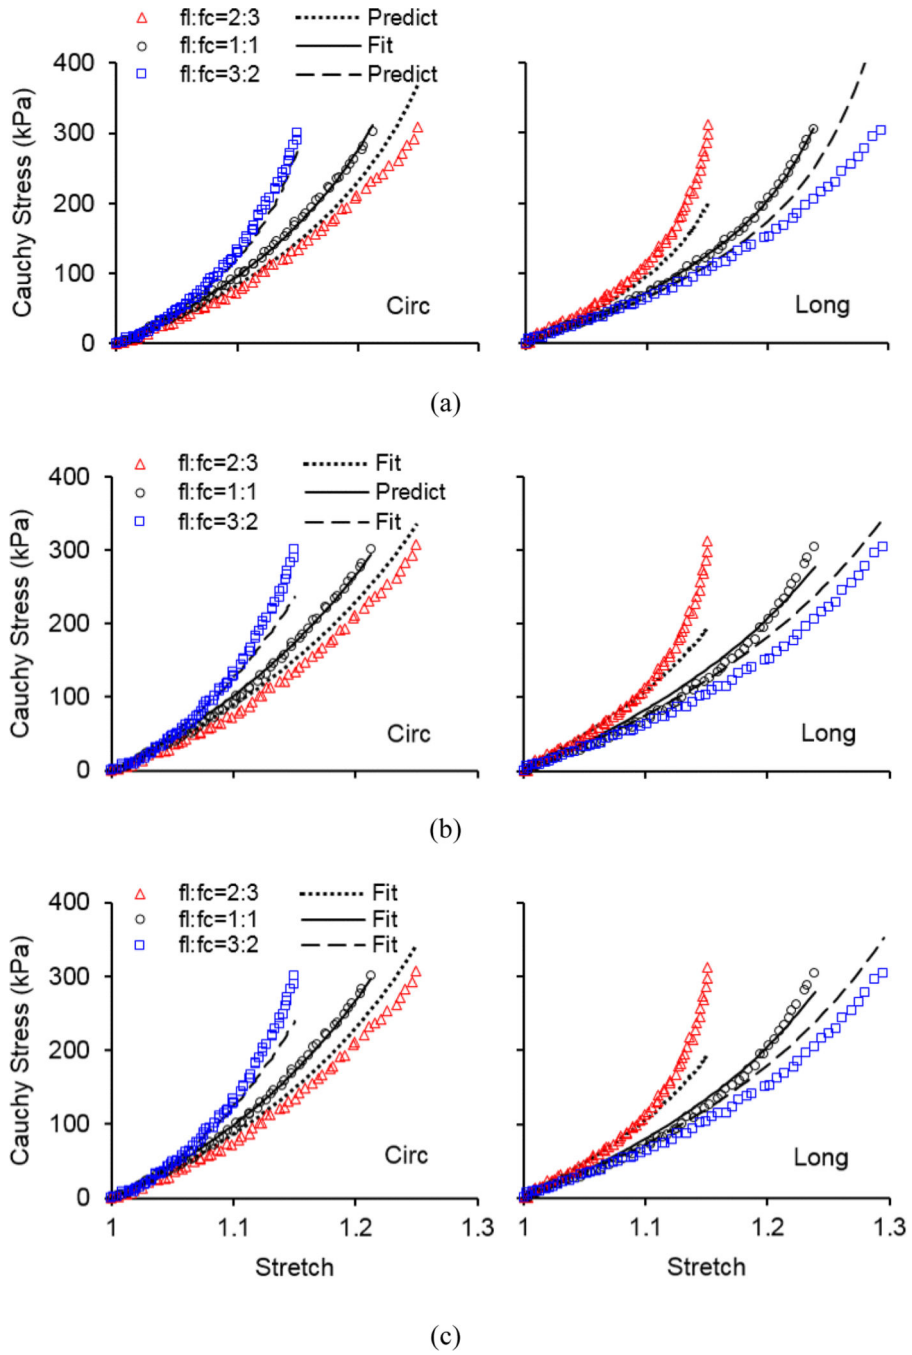 fl:fc=2:3 Predict
fl:fc=1:1 Fit
fl:fc=3:2 Predict
Cauchy Stress (kPa)
400
300
200
100
0
Circ
Long
(a)
fl:fc=2:3 Fit
fl:fc=1:1 Predict
fl:fc=3:2 Fit
Cauchy Stress (kPa)
400
300
200
100
0
Circ
Long
(b)
fl:fc=2:3 Fit
fl:fc=1:1 Fit
fl:fc=3:2 Fit
Cauchy Stress (kPa)
400
300
200
100
0
Circ
Long
1 1.1 1.2 1.3
1 1.1 1.2 1.3
Stretch
Stretch
(c)